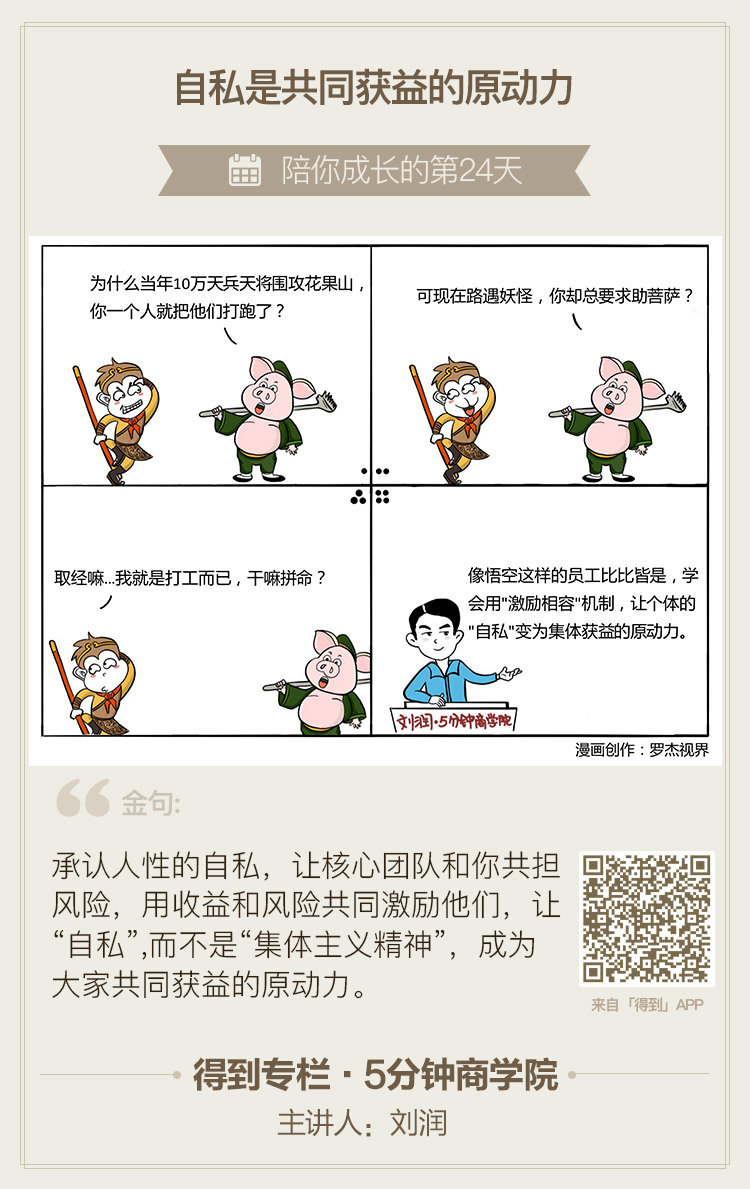 自私是共同获益的原动力
陪你成长的第24天
为什么当年10万天兵天将围攻花果山，
你一个人就把他们打跑了？
可现在路遇妖怪，你却总要求助菩萨？
取经嘛...我就是打工而已，干嘛拼命？
像悟空这样的员工比比皆是，学
会用"激励相容"机制，让个体的
"自私"变为集体获益的原动力。
刘润·5分钟商学院
漫画创作：罗杰视界
金句:
承认人性的自私，让核心团队和你共担
风险，用收益和风险共同激励他们，让
“自私”,而不是“集体主义精神”，成为
大家共同获益的原动力。
来自「得到」APP
得到专栏·5分钟商学院
主讲人：刘润